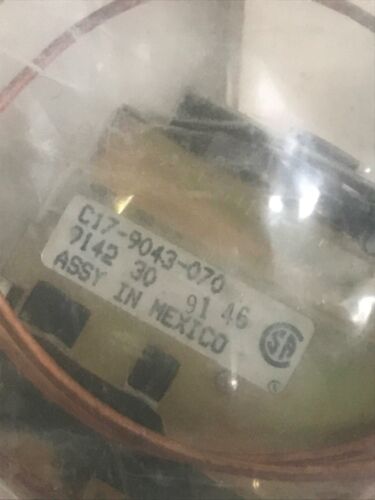 C17-9043-070
9142 30 91 46
ASSY IN MEXICO
SA